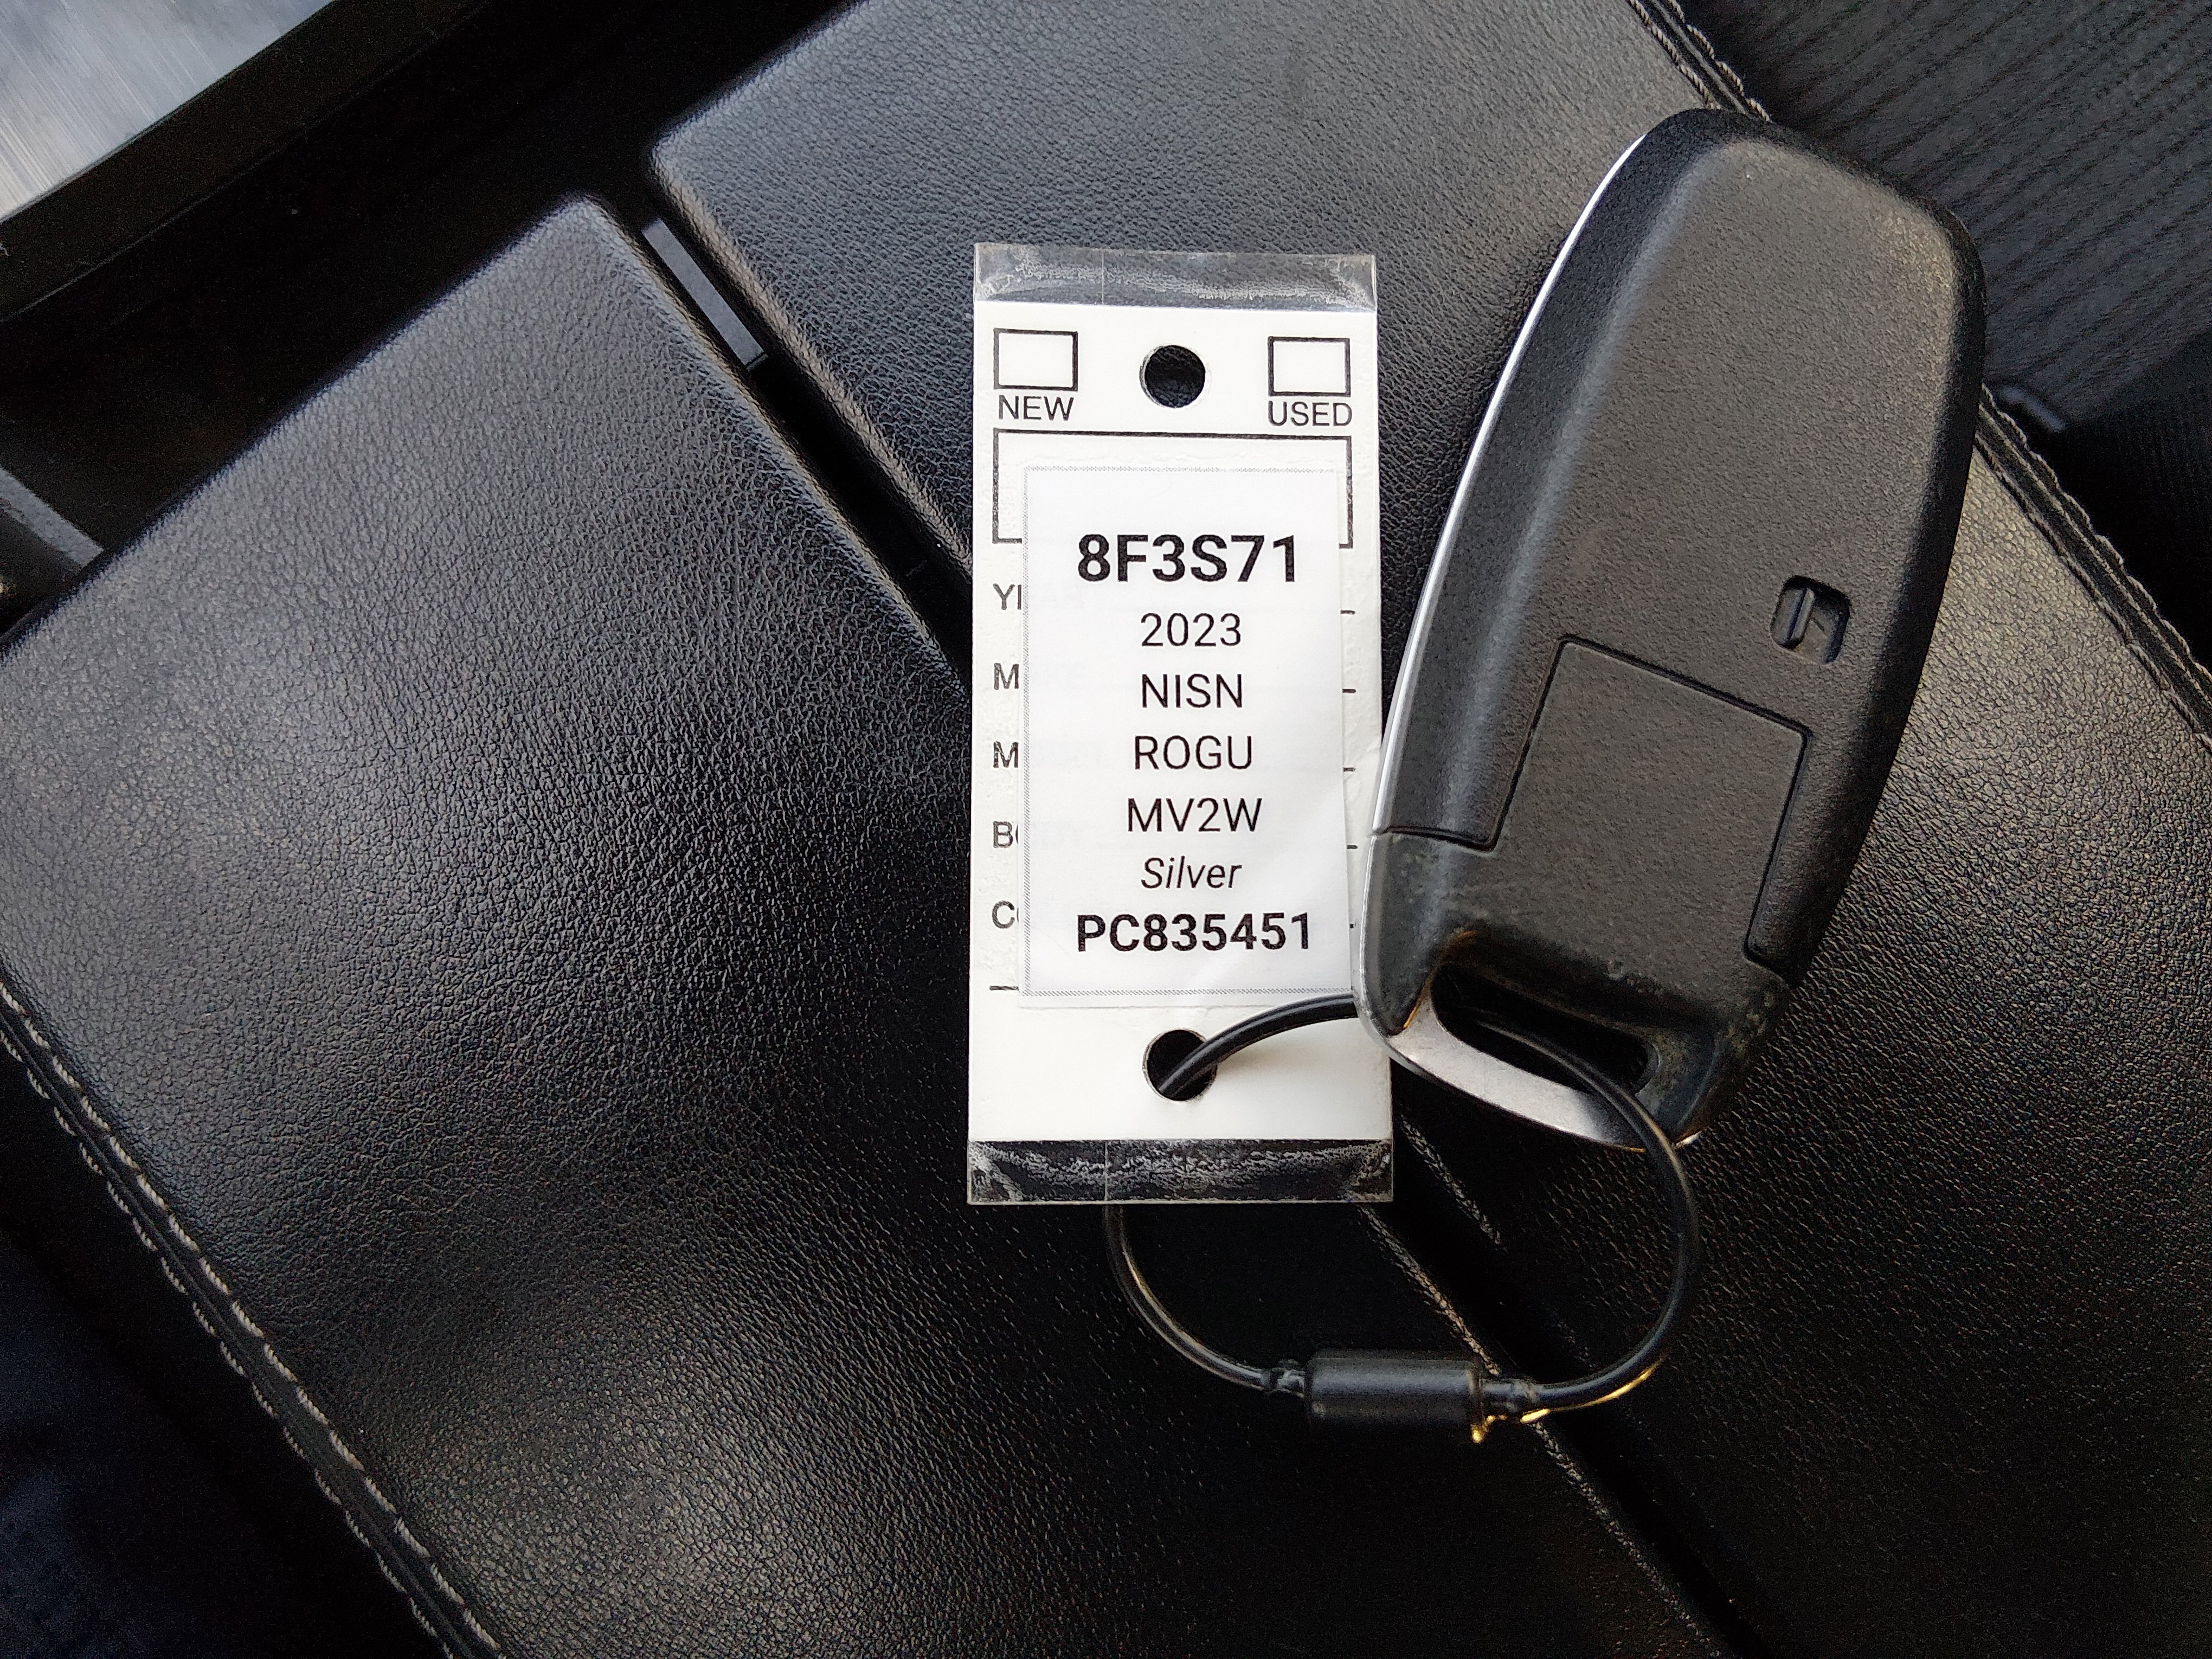 NEW USED
8F3S71
2023
NISN
ROGU
MV2W
Silver
PC835451